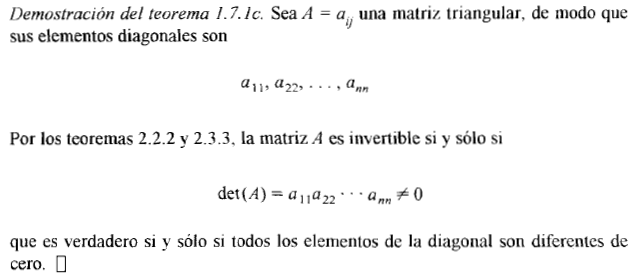 Demostración del teorema 1.7.1c. Sea A = a_{ij} una matriz triangular, de modo que
sus elementos diagonales son
a_{11}, a_{22}, . . . , a_{nn}
Por los teoremas 2.2.2 y 2.3.3, la matriz A es invertible si y sólo si
det(A) = a_{11}a_{22} · · · a_{nn} ≠ 0
que es verdadero si y sólo si todos los elementos de la diagonal son diferentes de
cero. □